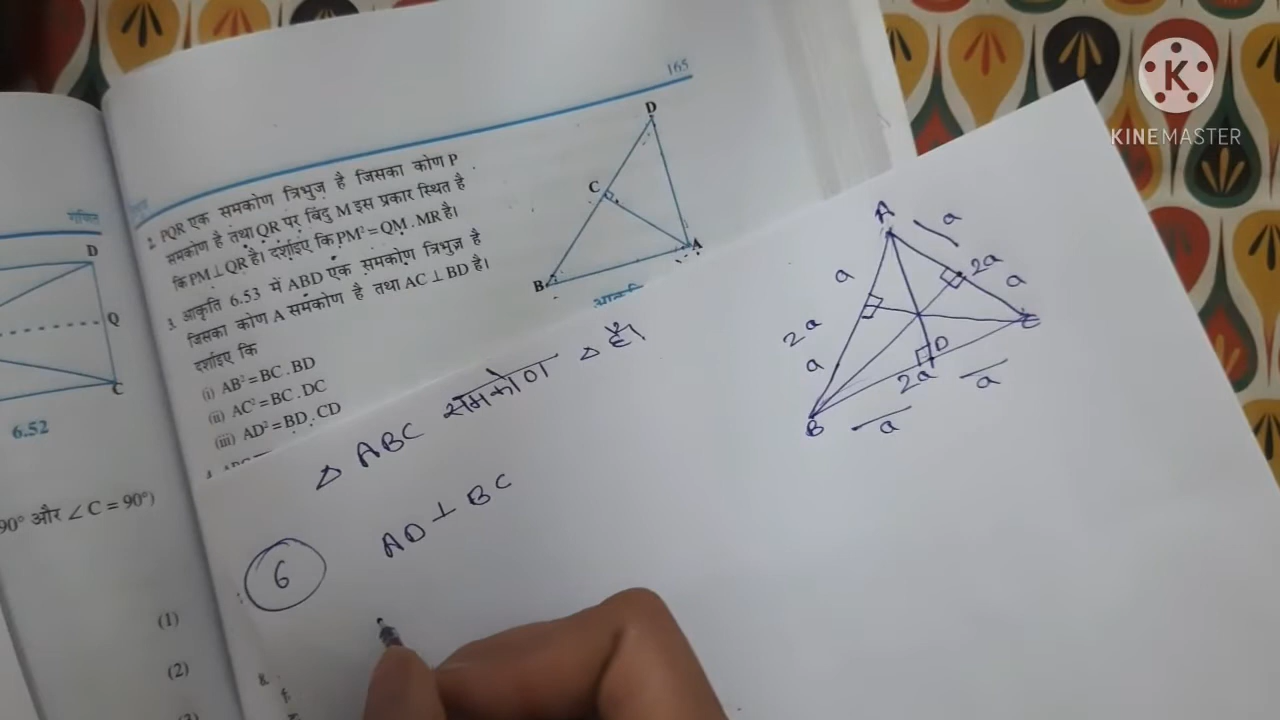 165
गणित
D
Q
C
6.52
90° और ∠C = 90°)
(1)
(2)
2. PQR एक समकोण त्रिभुज है जिसका कोण P
समकोण है तथा QR पर बिंदु M इस प्रकार स्थित है
कि PM ⊥ QR है। दर्शाइए कि PM² = QM . MR है।
3. आकृति 6.53 में ABD एक समकोण त्रिभुज है
जिसका कोण A समकोण है तथा AC ⊥ BD है।
दर्शाइए कि
(i) AB² = BC . BD
(ii) AC² = BC . DC
(iii) AD² = BD . CD
D
C
B
A
△ ABC समकोण △ है।
6
AD ⊥ BC
A
a
a
2a
a
2a
a
C
D
2a
a
B
a
K
KINEMASTER